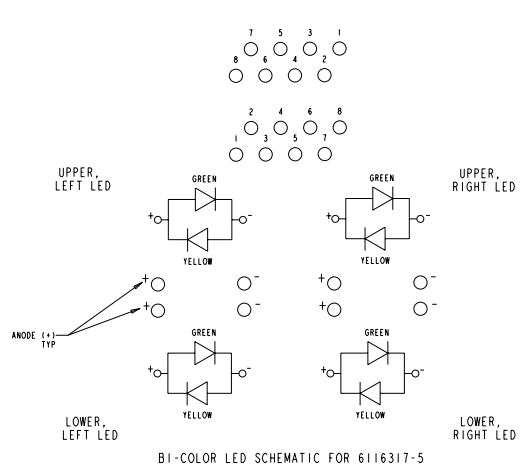 7 5 3 1
8 6 4 2
2 4 6 8
1 3 5 7
UPPER,
LEFT LED
GREEN
+ -
YELLOW
GREEN
+ -
YELLOW
UPPER,
RIGHT LED
+ - + -
+ - + -
ANODE (+)
TYP
GREEN
+ -
YELLOW
GREEN
+ -
YELLOW
LOWER,
LEFT LED
LOWER,
RIGHT LED
BI-COLOR LED SCHEMATIC FOR 6116317-5